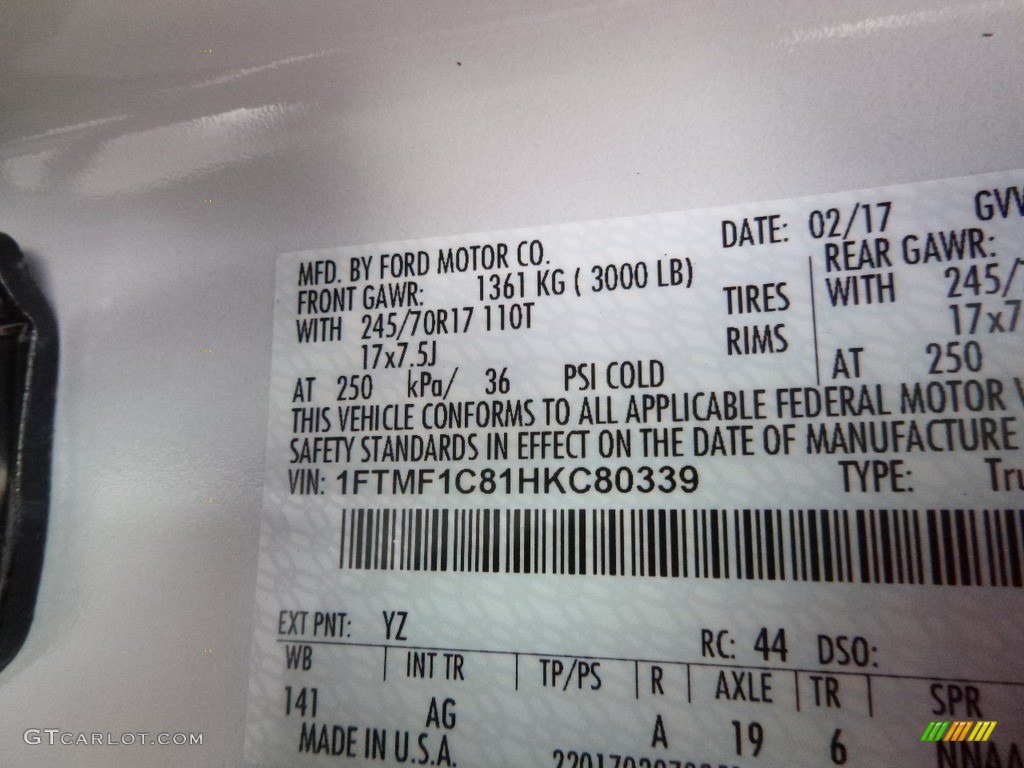 DATE: 02/17
MFD. BY FORD MOTOR CO.
FRONT GAWR: 1361 KG ( 3000 LB) REAR GAWR:
WITH 245/70R17 110T TIRES WITH
17x7.5J RIMS
AT 250 kPa/ 36 PSI COLD AT 250
THIS VEHICLE CONFORMS TO ALL APPLICABLE FEDERAL MOTOR
SAFETY STANDARDS IN EFFECT ON THE DATE OF MANUFACTURE
VIN: 1FTMF1C81HKC80339 TYPE:
EXT PNT: YZ RC: 44 DSO:
WB INT TR TP/PS R AXLE TR SPR
141 AG A 19 6
MADE IN U.S.A.
GTCARLOT.COM